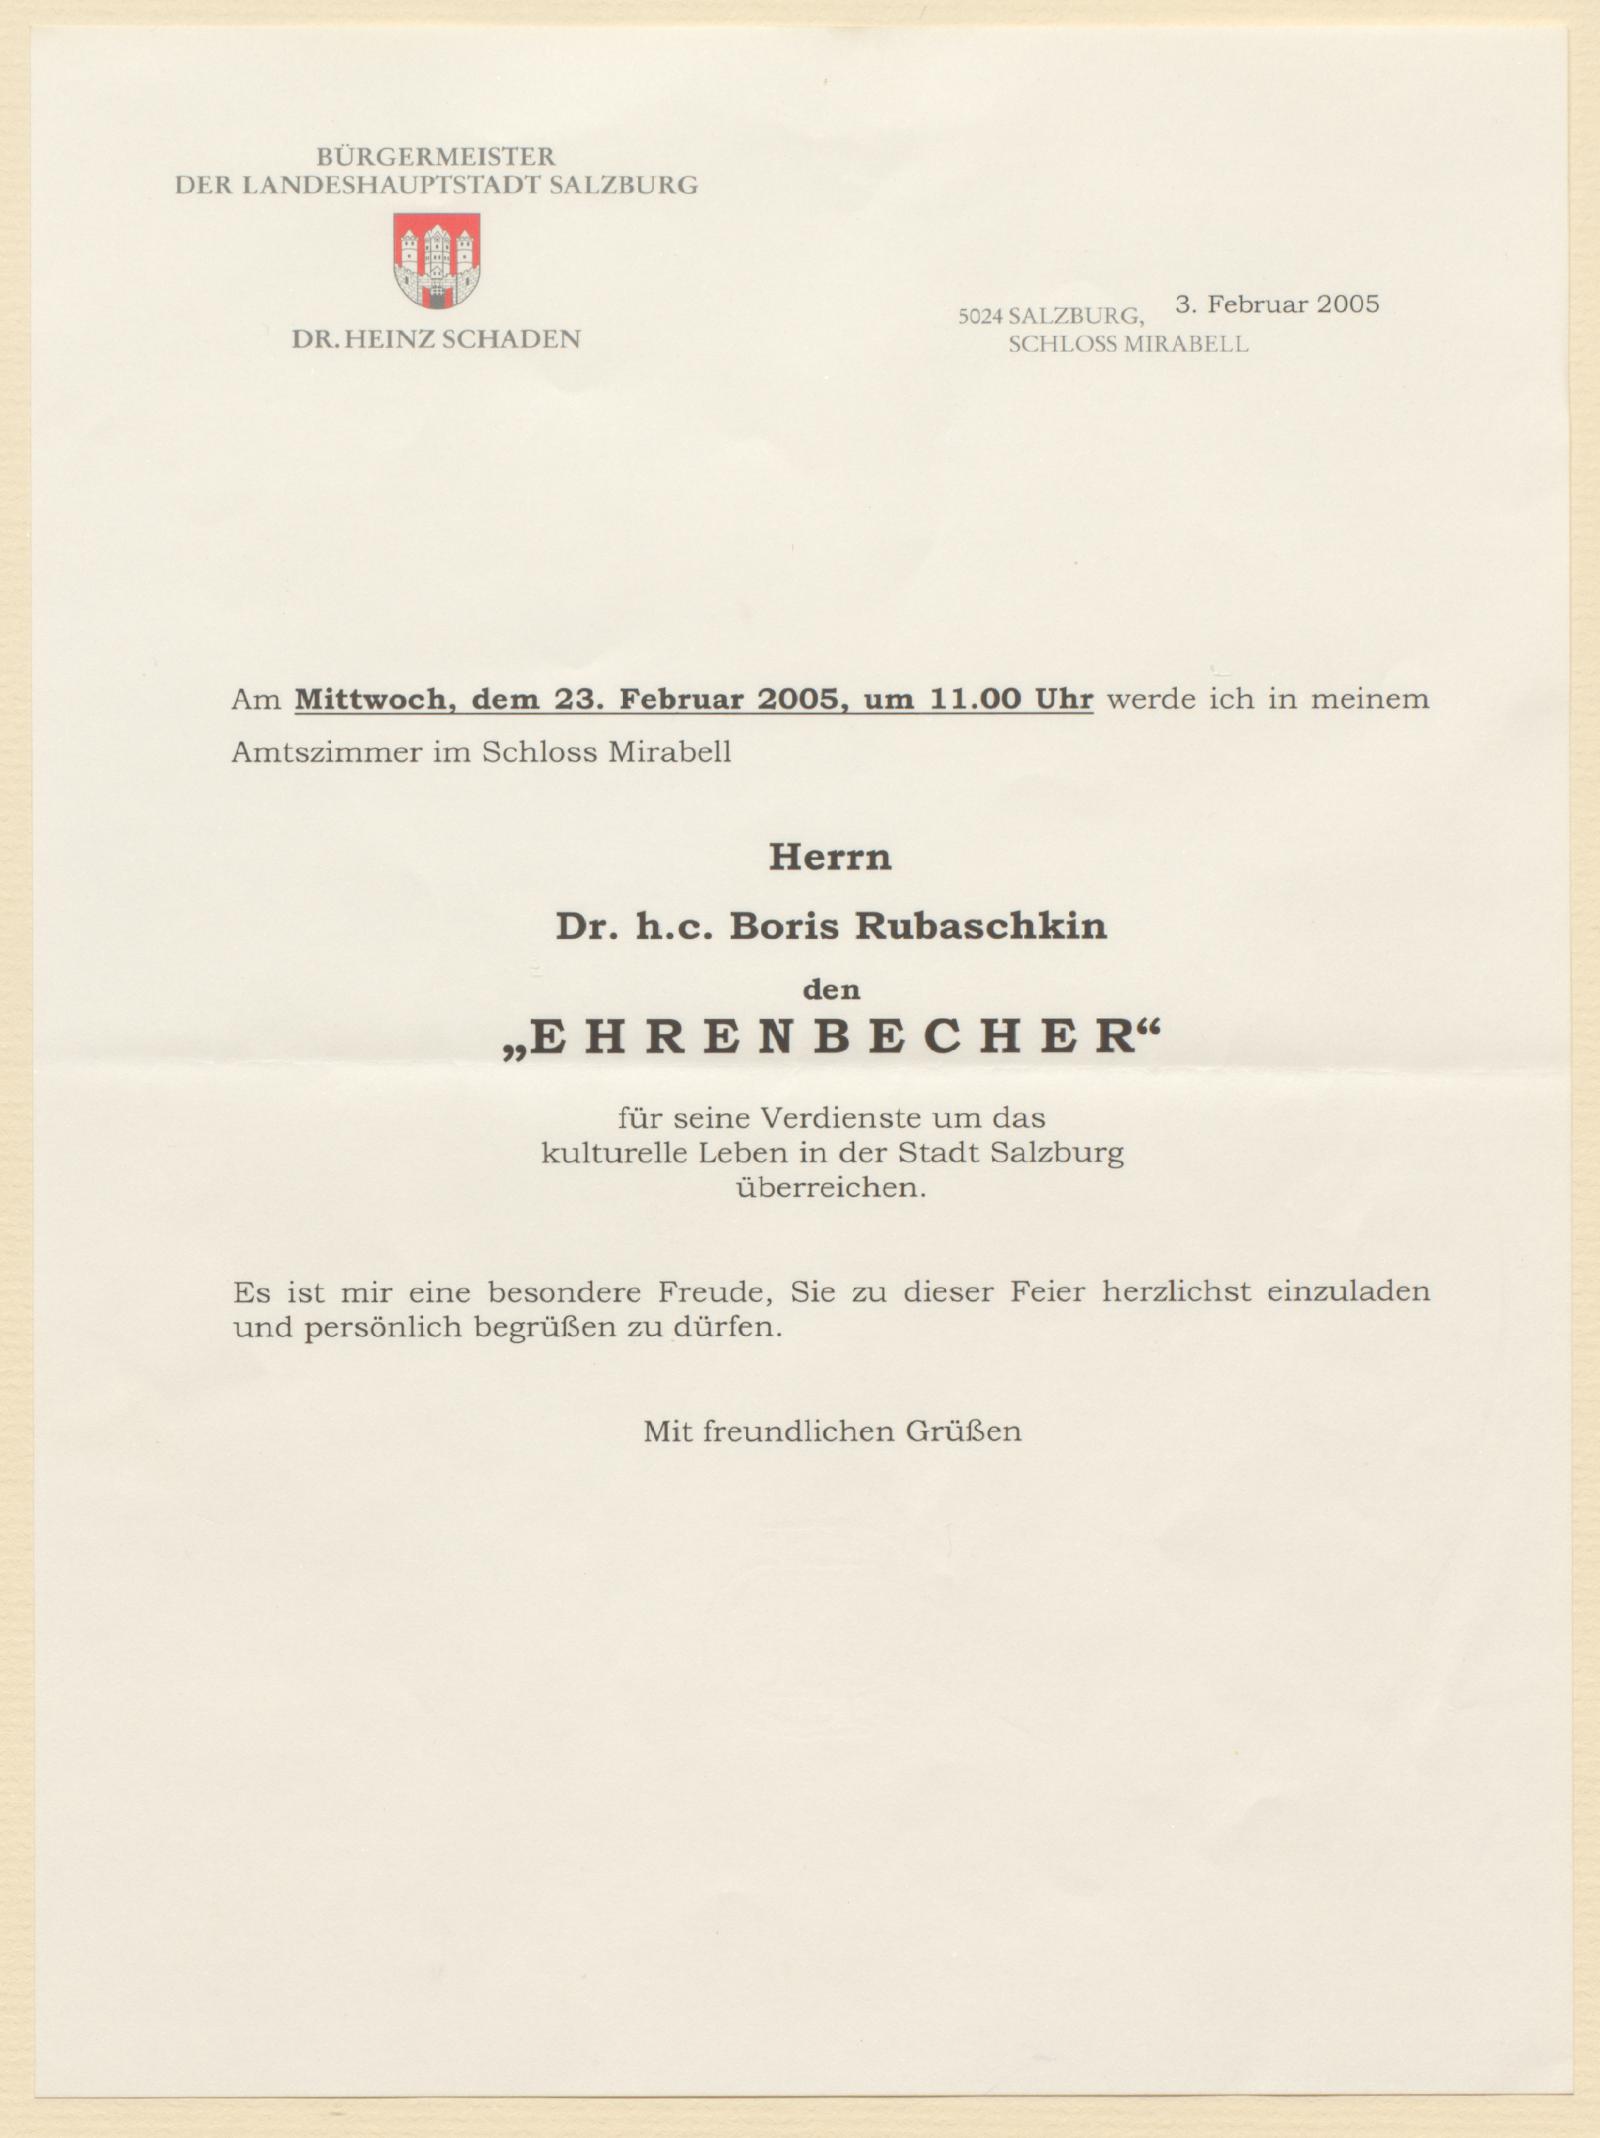 BÜRGERMEISTER
DER LANDESHAUPTSTADT SALZBURG
DR. HEINZ SCHADEN
3. Februar 2005
5024 SALZBURG,
SCHLOSS MIRABELL
Am Mittwoch, dem 23. Februar 2005, um 11.00 Uhr werde ich in meinem
Amtszimmer im Schloss Mirabell
Herrn
Dr. h.c. Boris Rubaschkin
den
„E H R E N B E C H E R“
für seine Verdienste um das
kulturelle Leben in der Stadt Salzburg
überreichen.
Es ist mir eine besondere Freude, Sie zu dieser Feier herzlichst einzuladen
und persönlich begrüßen zu dürfen.
Mit freundlichen Grüßen